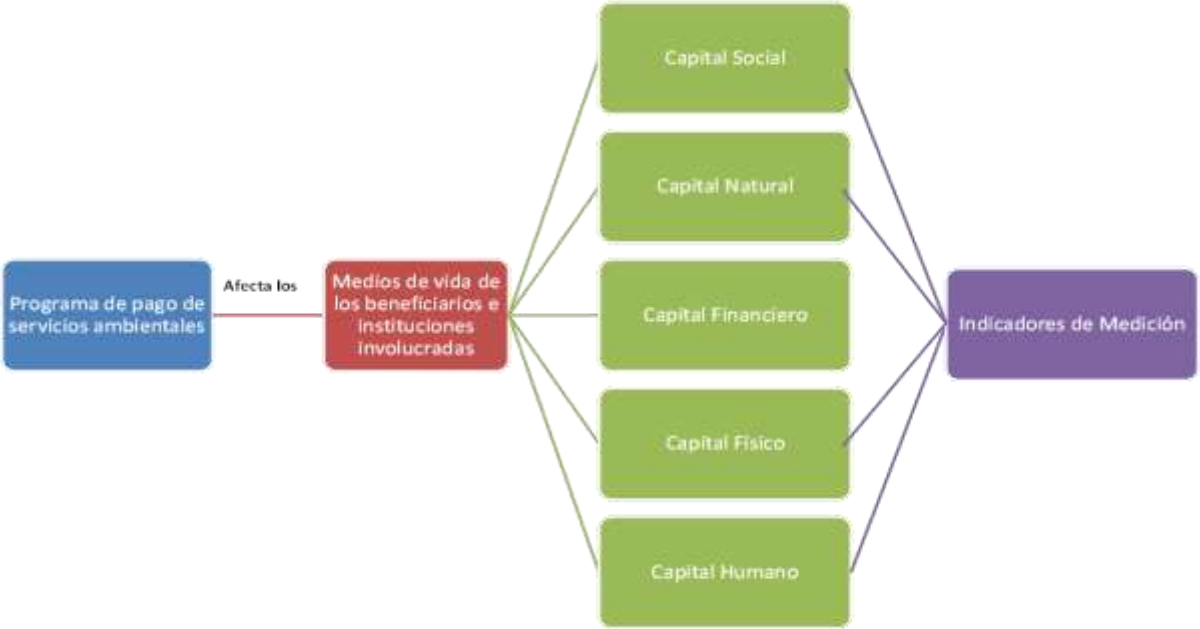 Programa de pago de
servicios ambientales
Afecta los
Medios de vida de
los beneficiarios e
instituciones
involucradas
Capital Social
Capital Natural
Capital Financiero
Capital Físico
Capital Humano
Indicadores de Medición